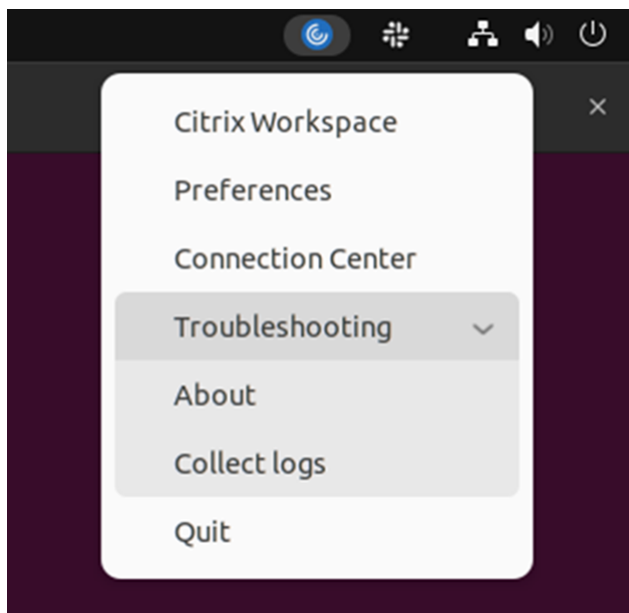 Citrix Workspace
Preferences
Connection Center
Troubleshooting
About
Collect logs
Quit